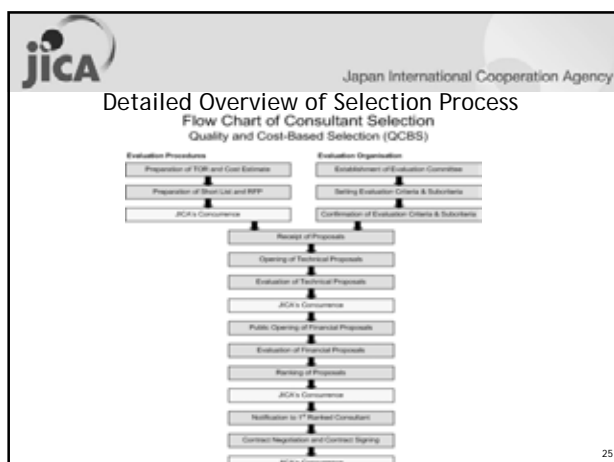 JICA
Japan International Cooperation Agency
Detailed Overview of Selection Process
Flow Chart of Consultant Selection
Quality and Cost-Based Selection (QCBS)
Evaluation Procedures
Preparation of TOR and Cost Estimate
Preparation of Short List and RFP
JICA's Concurrence
Evaluation Organisation
Establishment of Evaluation Committee
Setting Evaluation Criteria & Subcriteria
Confirmation of Evaluation Criteria & Subcriteria
Receipt of Proposals
Opening of Technical Proposals
Evaluation of Technical Proposals
JICA's Concurrence
Public Opening of Financial Proposals
Evaluation of Financial Proposals
Ranking of Proposals
JICA's Concurrence
Notification to 1st Ranked Consultant
Contract Negotiation and Contract Signing
JICA's Concurrence
25